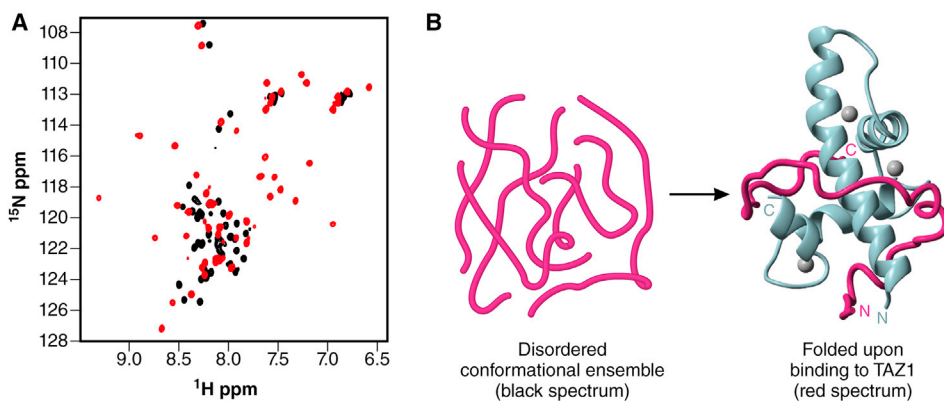 A
B
108
110
112
114
116
118
120
122
124
126
128
15N ppm
9.0 8.5 8.0 7.5 7.0 6.5
1H ppm
C
C
N
N
Disordered
conformational ensemble
(black spectrum)
Folded upon
binding to TAZ1
(red spectrum)